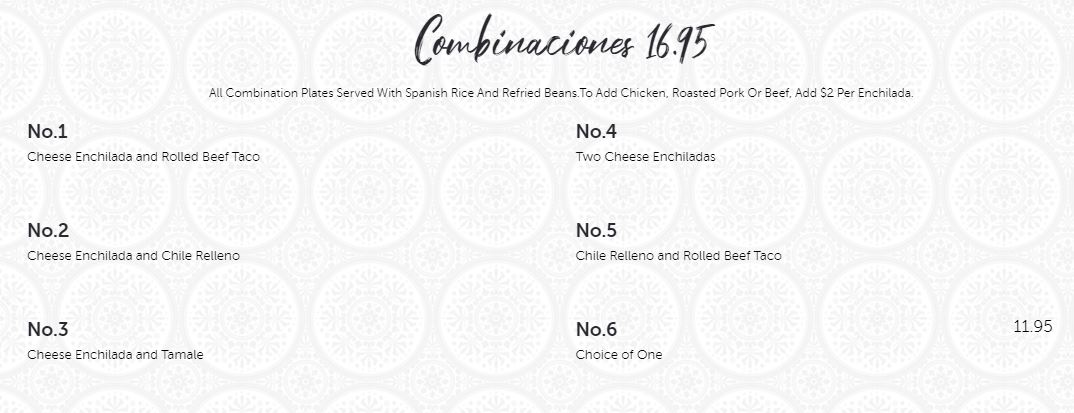 Combinaciones 16.95
All Combination Plates Served With Spanish Rice And Refried Beans.To Add Chicken, Roasted Pork Or Beef, Add $2 Per Enchilada.
No.1
Cheese Enchilada and Rolled Beef Taco
No.2
Cheese Enchilada and Chile Relleno
No.3
Cheese Enchilada and Tamale
No.4
Two Cheese Enchiladas
No.5
Chile Relleno and Rolled Beef Taco
No.6 11.95
Choice of One